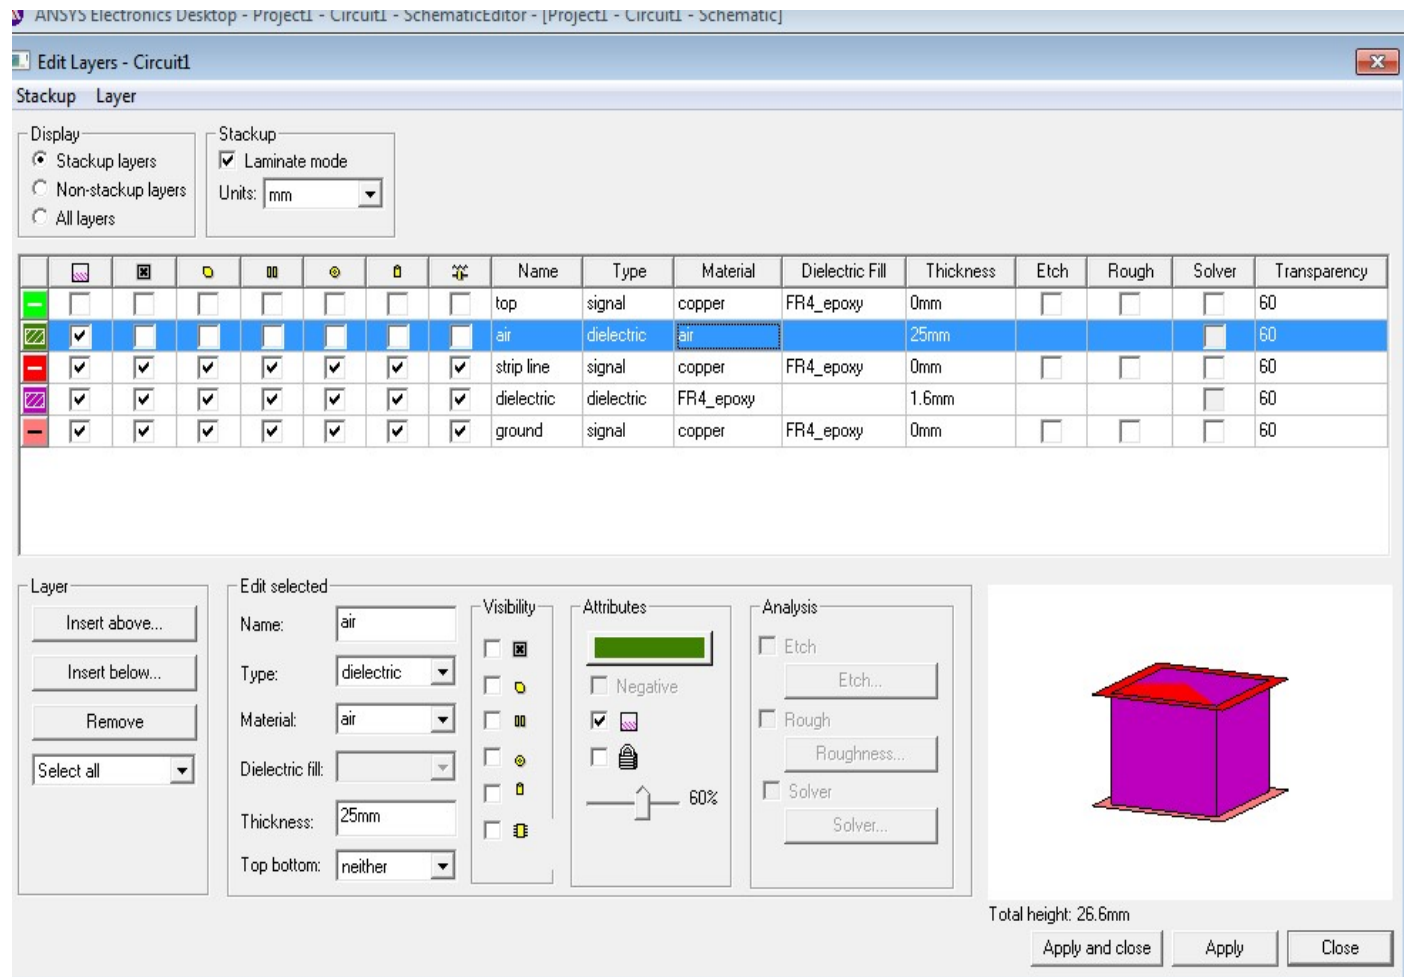 ANSYS Electronics Desktop - Project1 - Circuit1 - SchematicEditor - [Project1 - Circuit1 - Schematic]
Edit Layers - Circuit1
Stackup Layer
Display
Stackup layers
Non-stackup layers
All layers
Stackup
Laminate mode
Units: mm
Name Type Material Dielectric Fill Thickness Etch Rough Solver Transparency
top signal copper FR4_epoxy 0mm 60
air dielectric air 25mm 60
strip line signal copper FR4_epoxy 0mm 60
dielectric dielectric FR4_epoxy 1.6mm 60
ground signal copper FR4_epoxy 0mm 60
Layer
Insert above...
Insert below...
Remove
Select all
Edit selected
Name: air
Type: dielectric
Material: air
Dielectric fill:
Thickness: 25mm
Top bottom: neither
Visibility
Attributes
Negative
60%
Analysis
Etch
Etch...
Rough
Roughness...
Solver
Solver...
Total height: 26.6mm
Apply and close Apply Close